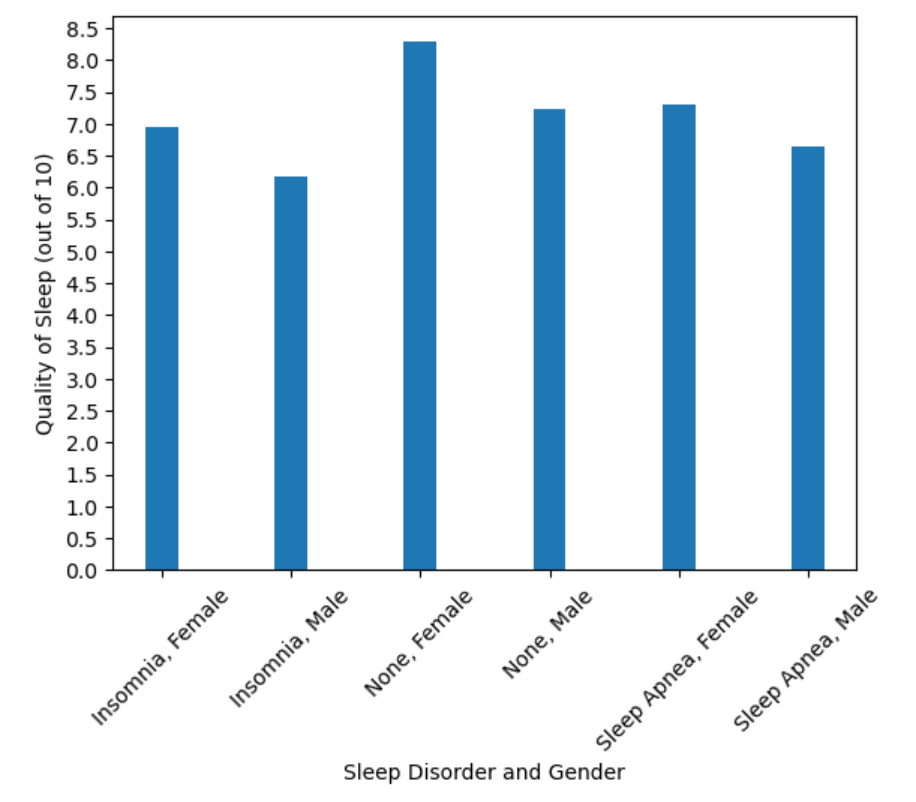 8.5
8.0
7.5
7.0
6.5
6.0
5.5
5.0
4.5
4.0
3.5
3.0
2.5
2.0
1.5
1.0
0.5
0.0
Quality of Sleep (out of 10)
Insomnia, Female
Insomnia, Male
None, Female
None, Male
Sleep Apnea, Female
Sleep Apnea, Male
Sleep Disorder and Gender